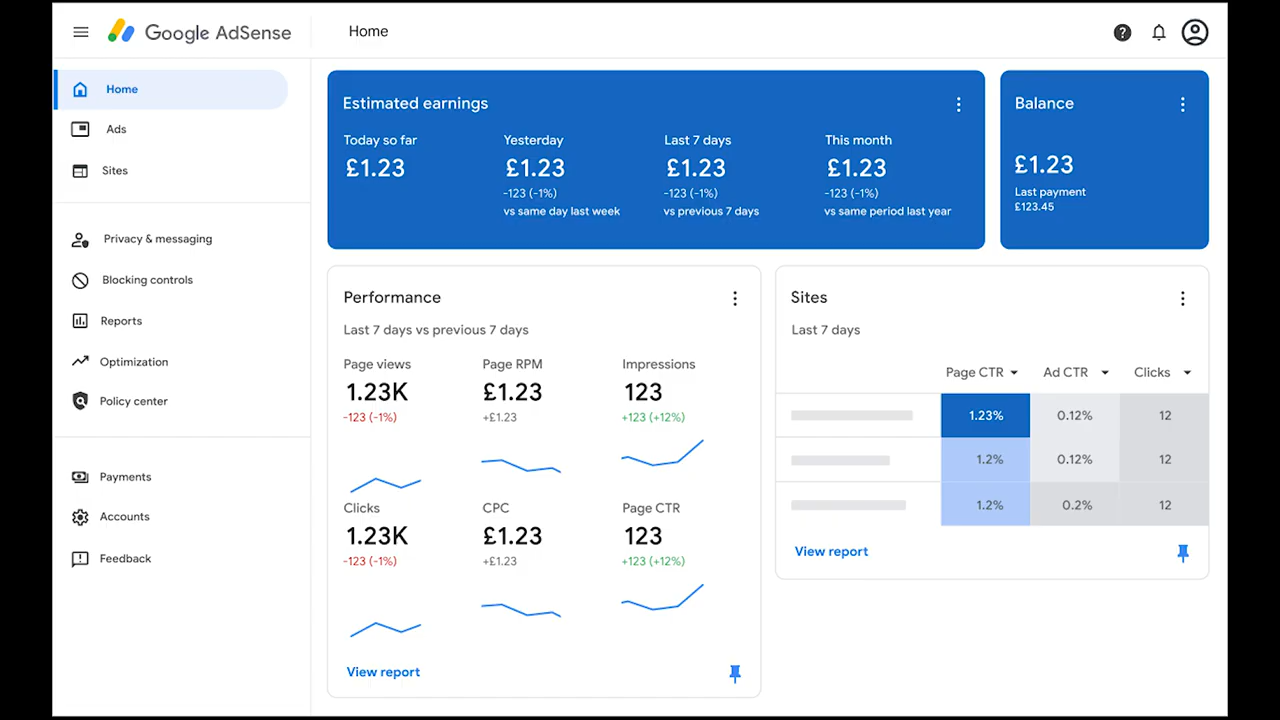 Google AdSense
Home
Home
Ads
Sites
Privacy & messaging
Blocking controls
Reports
Optimization
Policy center
Payments
Accounts
Feedback
Estimated earnings
Today so far
£1.23
Yesterday
£1.23
-123 (-1%)
vs same day last week
Last 7 days
£1.23
-123 (-1%)
vs previous 7 days
This month
£1.23
-123 (-1%)
vs same period last year
Balance
£1.23
Last payment
£123.45
Performance
Last 7 days vs previous 7 days
Page views
1.23K
-123 (-1%)
Page RPM
£1.23
+£1.23
Impressions
123
+123 (+12%)
Clicks
1.23K
-123 (-1%)
CPC
£1.23
+£1.23
Page CTR
123
+123 (+12%)
View report
Sites
Last 7 days
Page CTR Ad CTR Clicks
1.23% 0.12% 12
1.2% 0.12% 12
1.2% 0.2% 12
View report